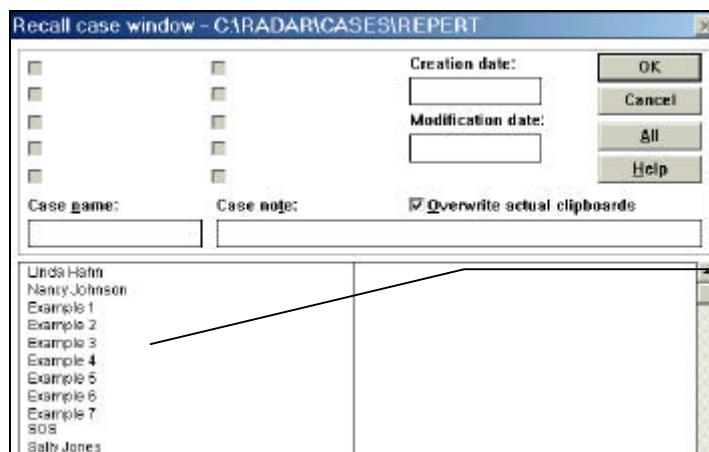 Recall case window - C:\RADAR\CASES\REPERT
Creation date:
OK
Cancel
Modification date:
All
Help
Case name:
Case note:
Overwrite actual clipboards
Linda Hahn
Nancy Johnson
Example 1
Example 2
Example 3
Example 4
Example 5
Example 6
Example 7
SOS
Sally Jones